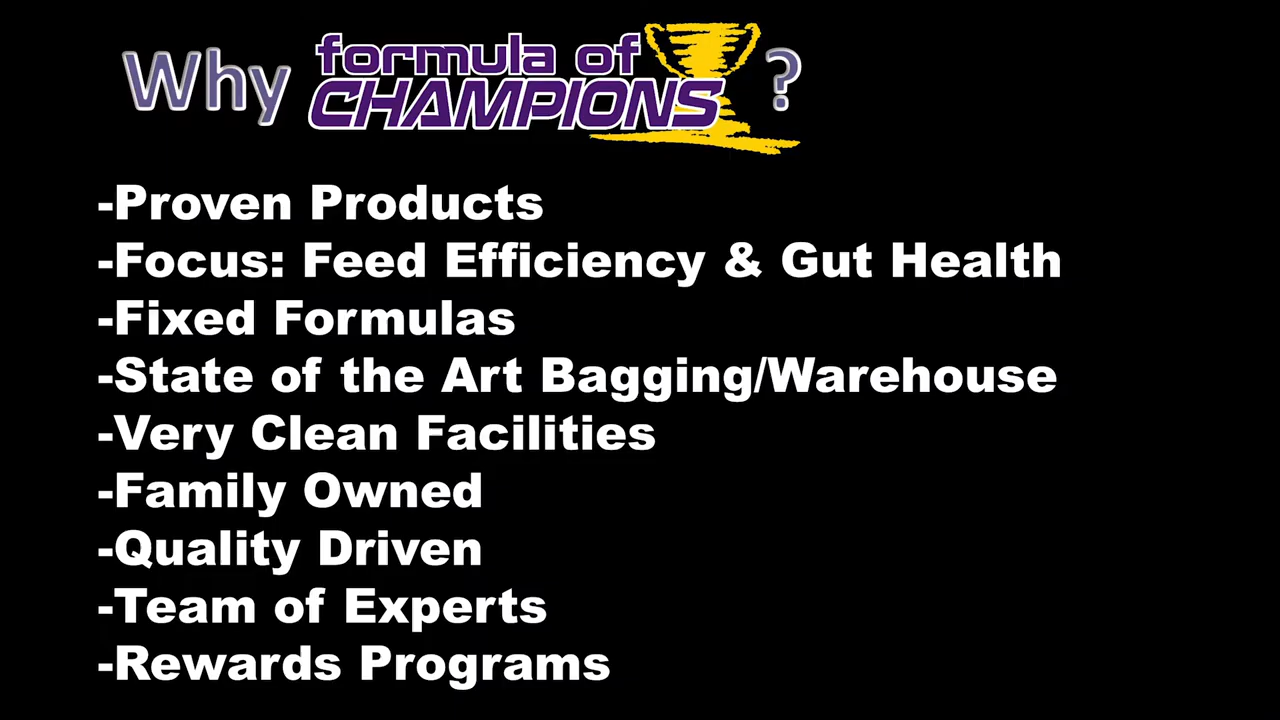 Why formula of CHAMPIONS ?
-Proven Products
-Focus: Feed Efficiency & Gut Health
-Fixed Formulas
-State of the Art Bagging/Warehouse
-Very Clean Facilities
-Family Owned
-Quality Driven
-Team of Experts
-Rewards Programs